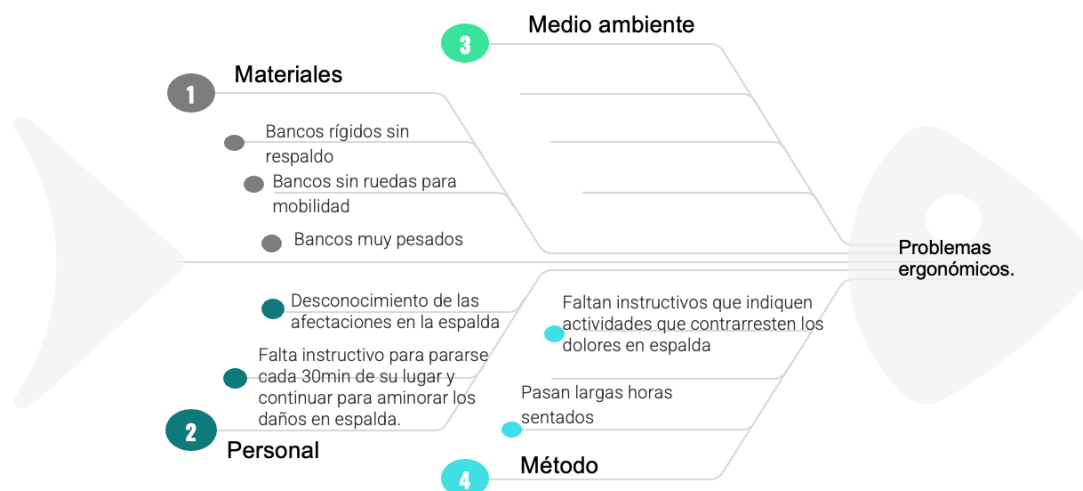 3
Medio ambiente
1
Materiales
Bancos rígidos sin
respaldo
Bancos sin ruedas para
mobilidad
Bancos muy pesados
Problemas
ergonómicos.
Desconocimiento de las
afectaciones en la espalda
Falta instructivo para pararse
cada 30min de su lugar y
continuar para aminorar los
daños en espalda.
2
Personal
Faltan instructivos que indiquen
actividades que contrarresten los
dolores en espalda
Pasan largas horas
sentados
4
Método